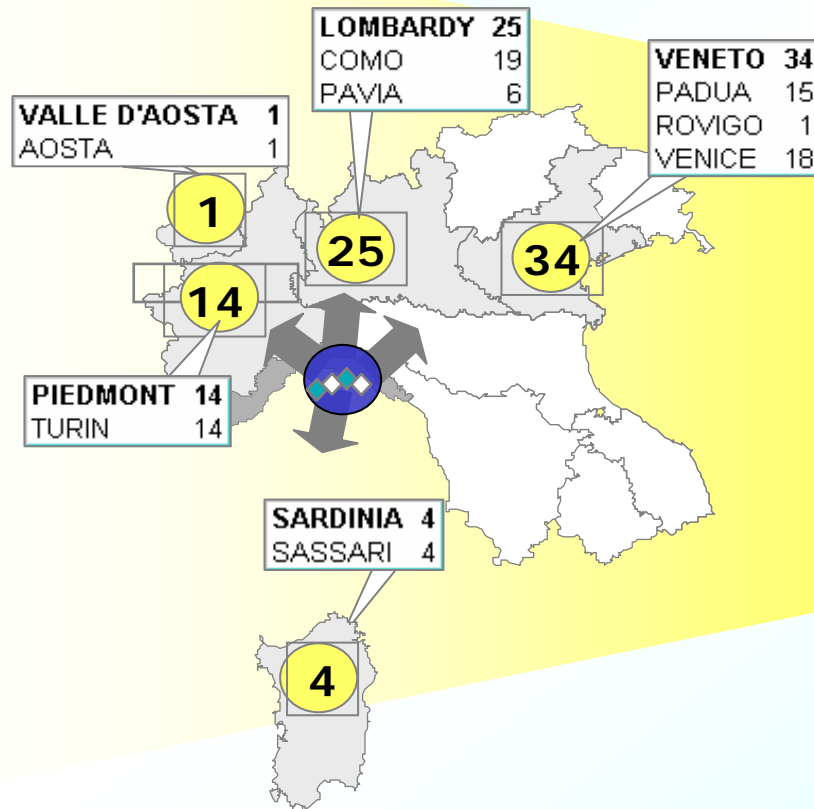 LOMBARDY 25
COMO 19
PAVIA 6
VENETO 34
PADUA 15
ROVIGO 1
VENICE 18
VALLE D'AOSTA 1
AOSTA 1
1
25
34
14
PIEDMONT 14
TURIN 14
SARDINIA 4
SASSARI 4
4